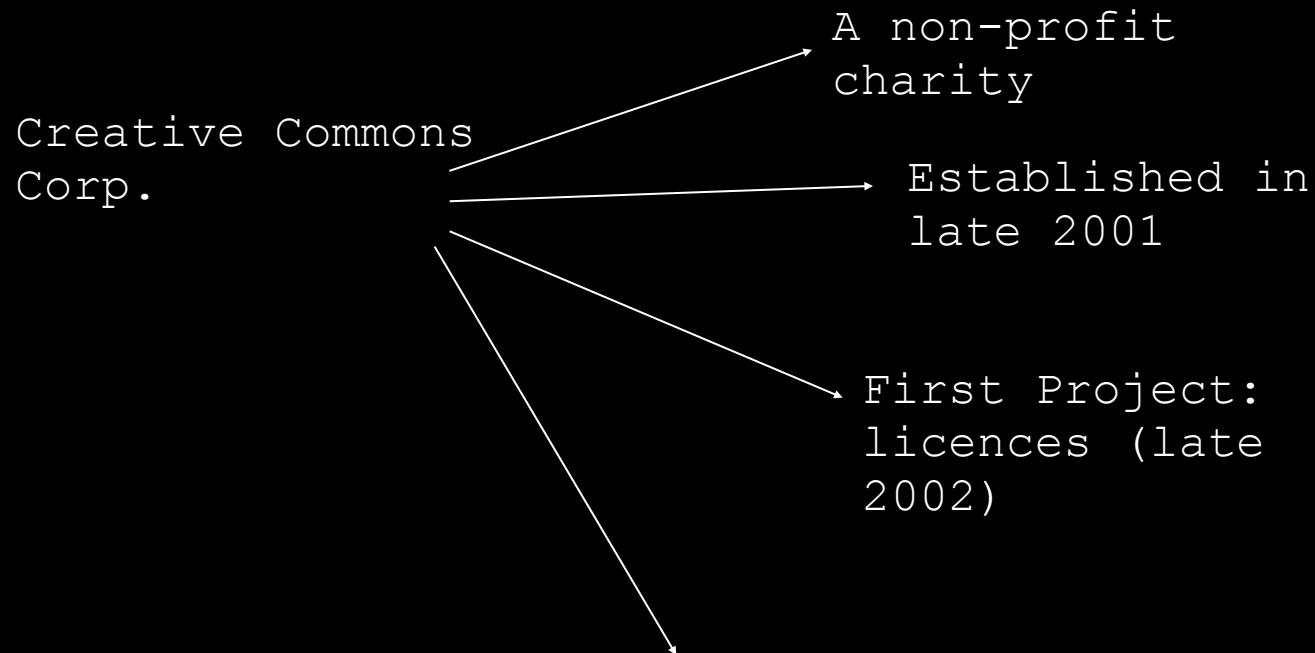 Creative Commons
Corp.
A non-profit
charity
Established in
late 2001
First Project:
licences (late
2002)